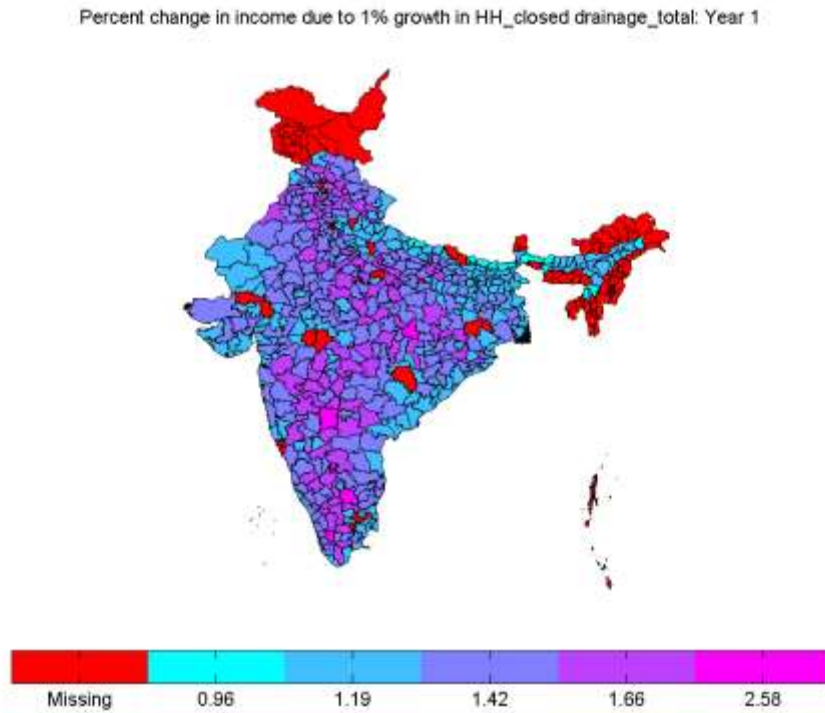 Percent change in income due to 1% growth in HH_closed drainage_total: Year 1
Missing 0.96 1.19 1.42 1.66 2.58